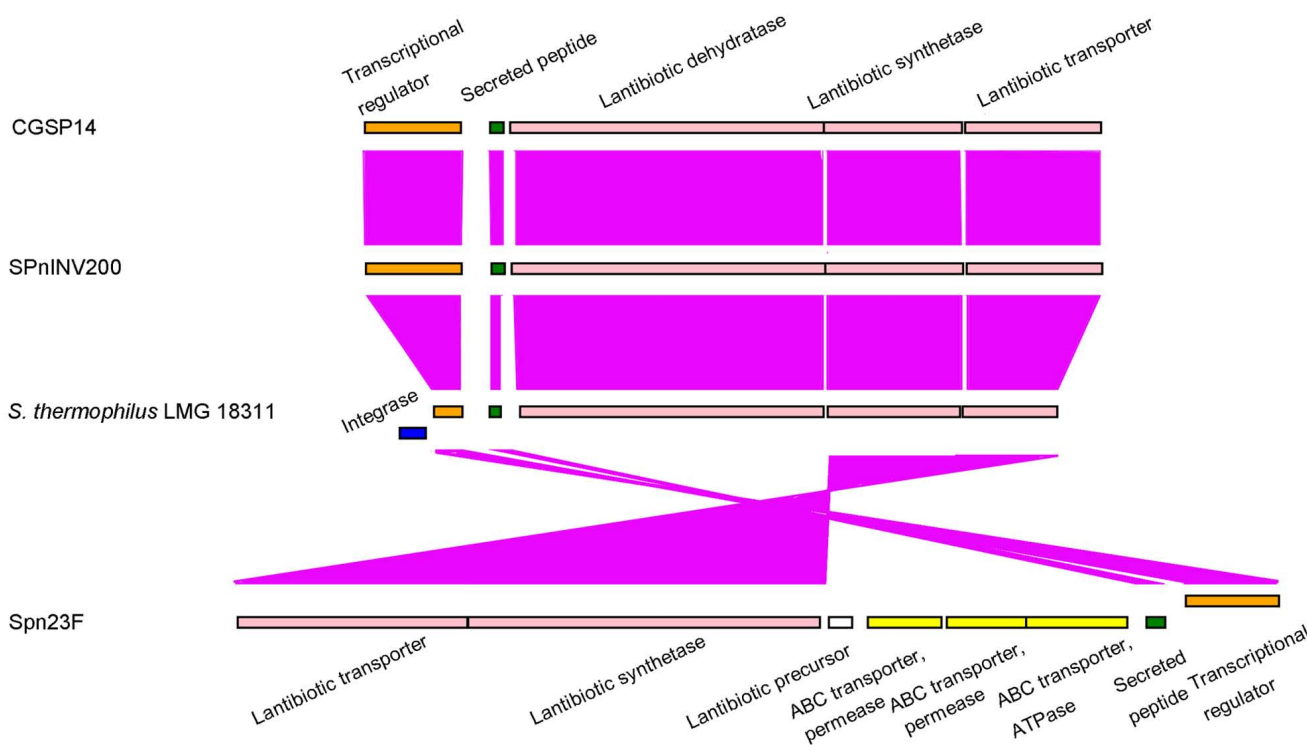 Transcriptional
regulator
Secreted peptide
Lantibiotic dehydratase
Lantibiotic synthetase
Lantibiotic transporter
CGSP14
SPnINV200
S. thermophilus LMG 18311
Integrase
Spn23F
Lantibiotic transporter
Lantibiotic synthetase
Lantibiotic precursor
ABC transporter,
permease
ABC transporter,
permease
ABC transporter,
ATPase
Secreted
peptide
Transcriptional
regulator